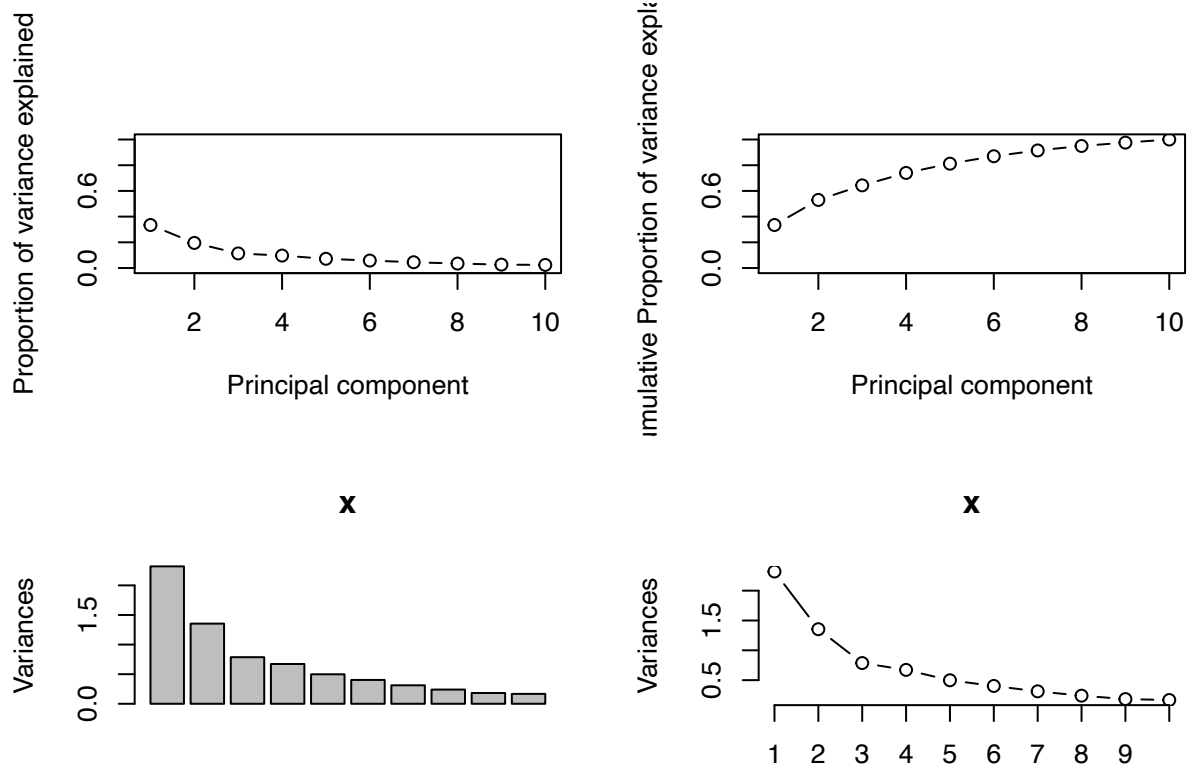 Proportion of variance explained
0.0 0.6
2 4 6 8 10
Principal component
mulative Proportion of variance expla
0.0 0.6
2 4 6 8 10
Principal component
x
Variances
0.0 1.5
x
Variances
0.5 1.5
1 2 3 4 5 6 7 8 9